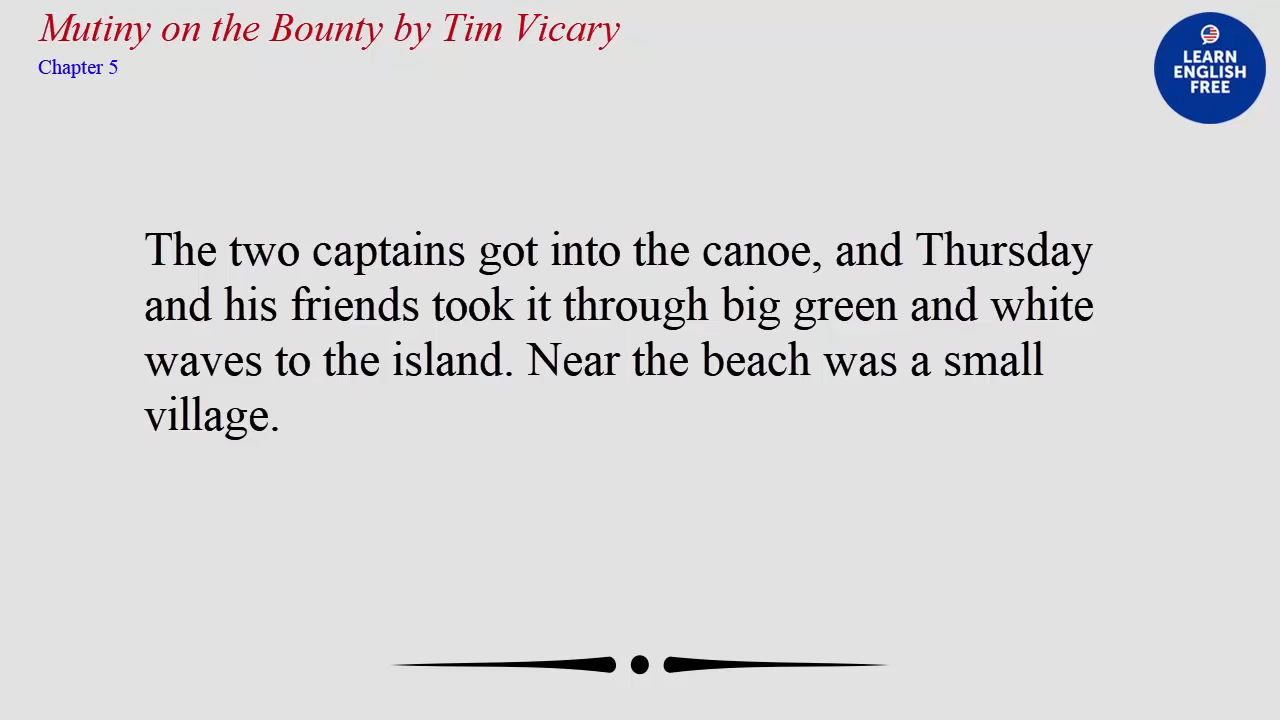 Mutiny on the Bounty by Tim Vicary
Chapter 5
LEARN
ENGLISH
FREE
The two captains got into the canoe, and Thursday
and his friends took it through big green and white
waves to the island. Near the beach was a small
village.